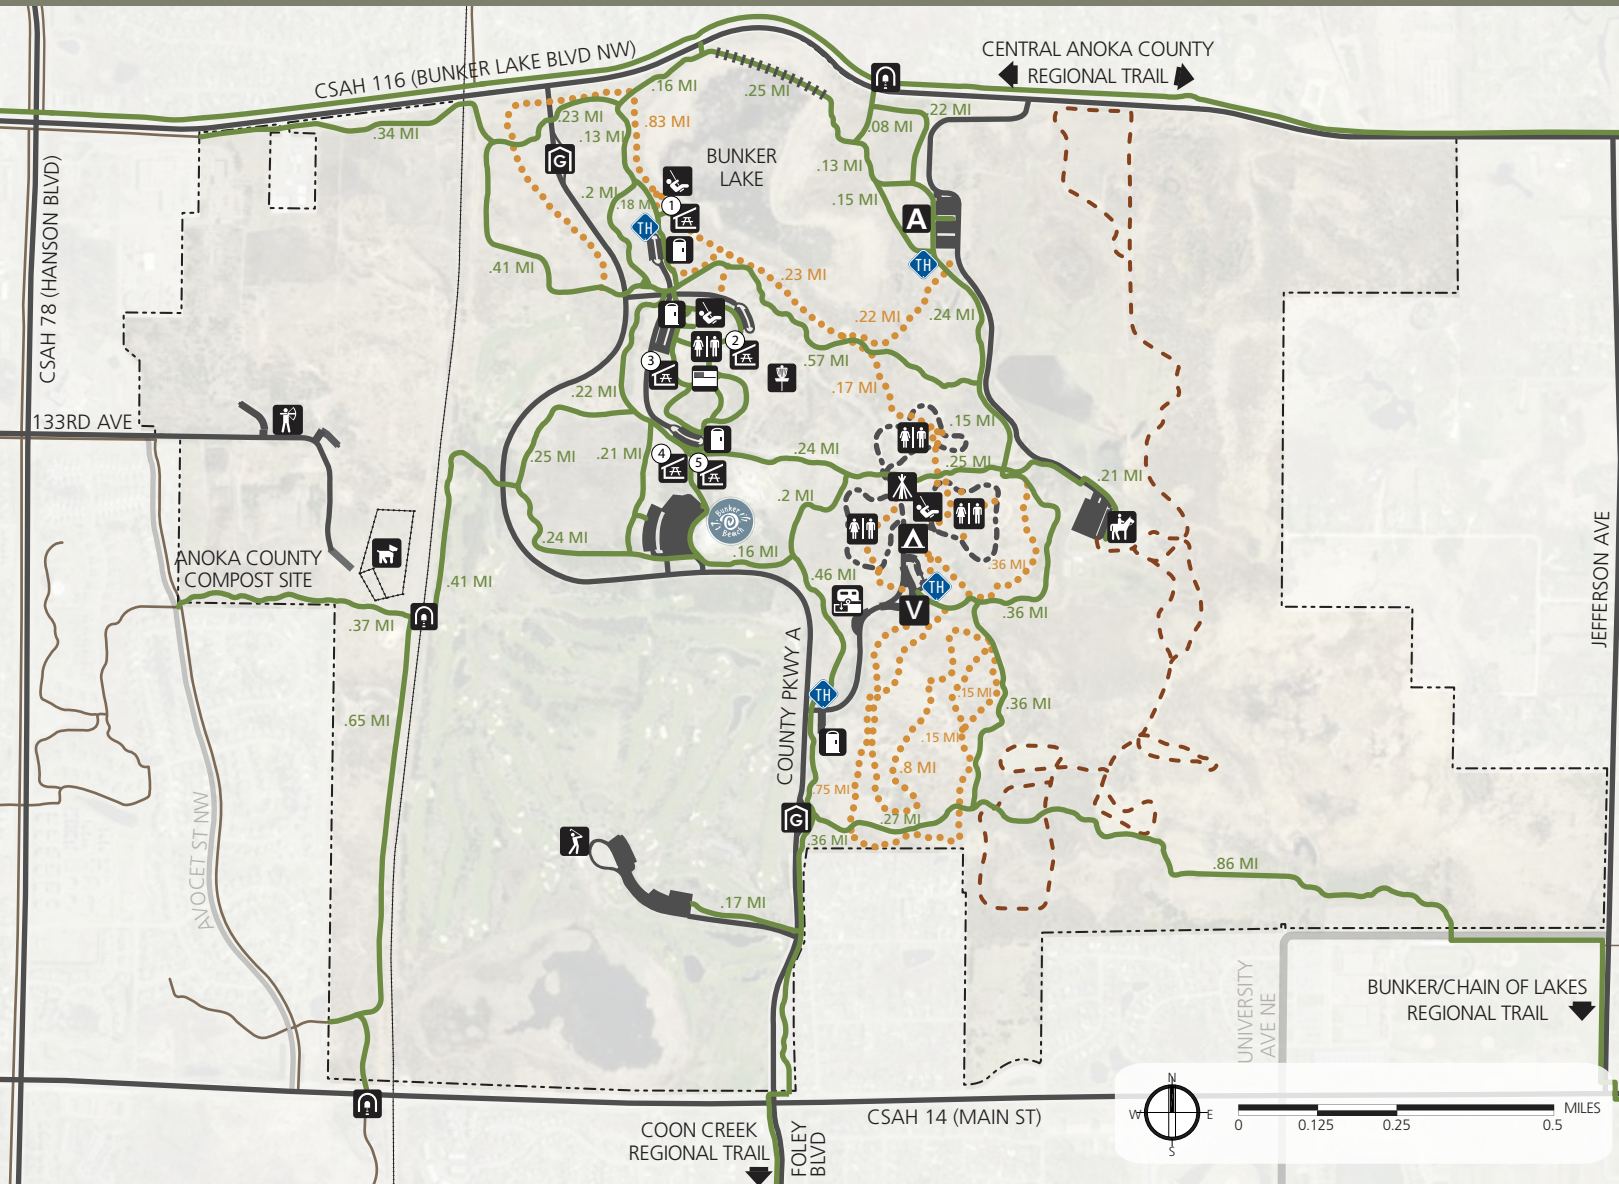 CSAH 116 (BUNKER LAKE BLVD NW)
CENTRAL ANOKA COUNTY
REGIONAL TRAIL
.16 MI
.25 MI
.22 MI
.08 MI
.34 MI
.23 MI
.13 MI
.83 MI
BUNKER
LAKE
.13 MI
.15 MI
G
A
.2 MI
.18 M
1
TH
TH
.41 MI
.23 MI
.22 MI
.24 MI
CSAH 78 (HANSON BLVD)
2
3
.57 MI
.17 MI
.22 MI
133RD AVE
.15 MI
.25 MI
.21 MI
.24 MI
.25 MI
.21 MI
4
5
.2 MI
Bunker
Beach
.24 MI
.16 MI
ANOKA COUNTY
COMPOST SITE
.41 MI
.46 MI
.36 MI
TH
V
.36 MI
.37 MI
JEFFERSON AVE
COUNTY PKWY A
TH
.15 MI
.36 MI
.65 MI
.15 MI
.8 MI
.75 MI
G
.27 MI
.36 MI
AVOCET ST NW
.86 MI
.17 MI
UNIVERSITY
AVE NE
BUNKER/CHAIN OF LAKES
REGIONAL TRAIL
CSAH 14 (MAIN ST)
COON CREEK
REGIONAL TRAIL
FOLEY
BLVD
N
W
E
S
MILES
0
0.125
0.25
0.5